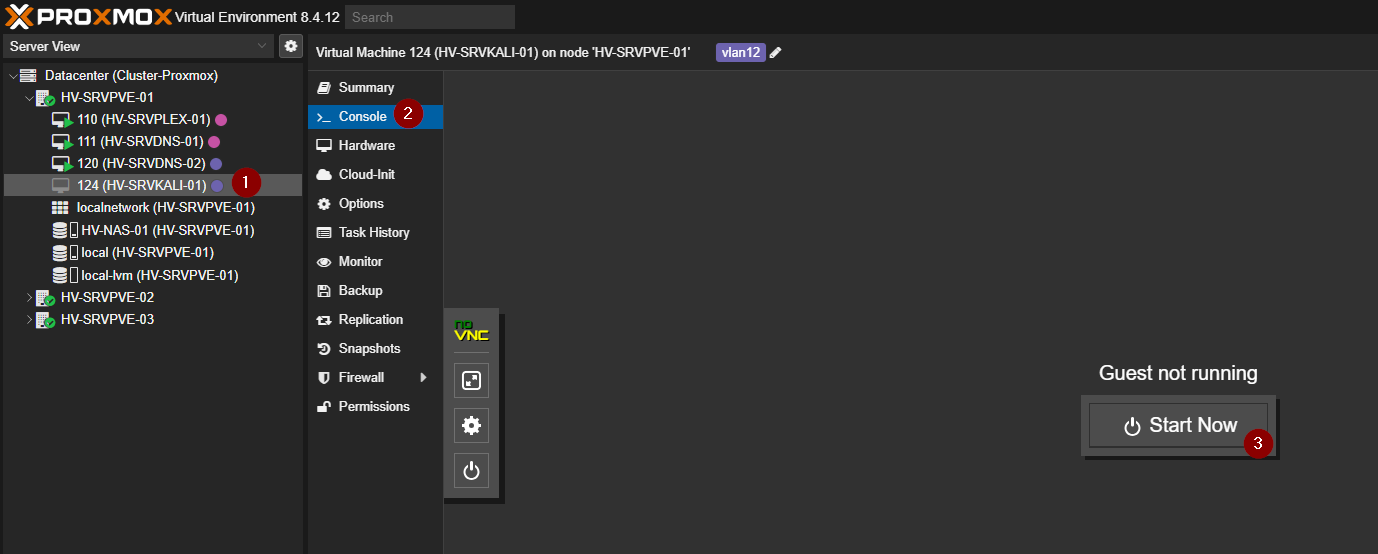 PROXMOX Virtual Environment 8.4.12 Search
Server View
Virtual Machine 124 (HV-SRVKALI-01) on node 'HV-SRVPVE-01' vlan12
Datacenter (Cluster-Proxmox)
HV-SRVPVE-01
110 (HV-SRVPLEX-01)
111 (HV-SRVDNS-01)
120 (HV-SRVDNS-02)
124 (HV-SRVKALI-01) 1
localnetwork (HV-SRVPVE-01)
HV-NAS-01 (HV-SRVPVE-01)
local (HV-SRVPVE-01)
local-lvm (HV-SRVPVE-01)
HV-SRVPVE-02
HV-SRVPVE-03
Summary
Console 2
Hardware
Cloud-Init
Options
Task History
Monitor
Backup
Replication
Snapshots
Firewall
Permissions
no
VNC
Guest not running
Start Now
3